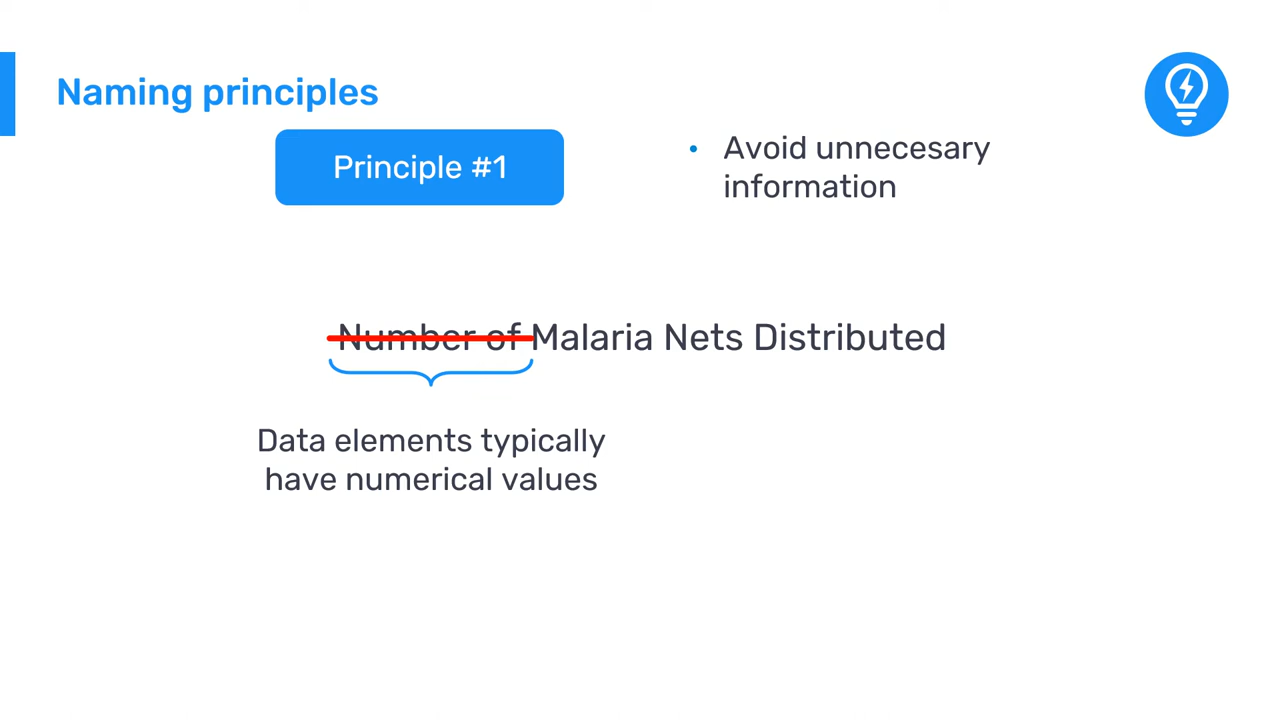 Naming principles
Principle #1
• Avoid unnecesary
information
Number of Malaria Nets Distributed
Data elements typically
have numerical values